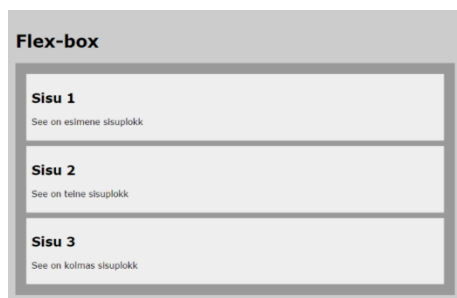 Flex-box
Sisu 1
See on esimene sisuplokk
Sisu 2
See on teine sisuplokk
Sisu 3
See on kolmas sisuplokk